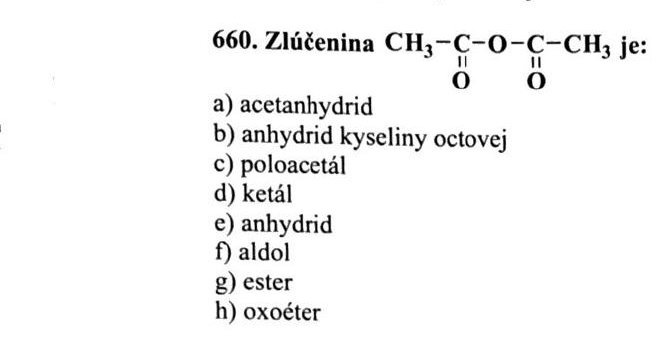 660. Zlúčenina CH₃–C–O–C–CH₃ je:
O O
a) acetanhydrid
b) anhydrid kyseliny octovej
c) poloacetál
d) ketál
e) anhydrid
f) aldol
g) ester
h) oxoéter